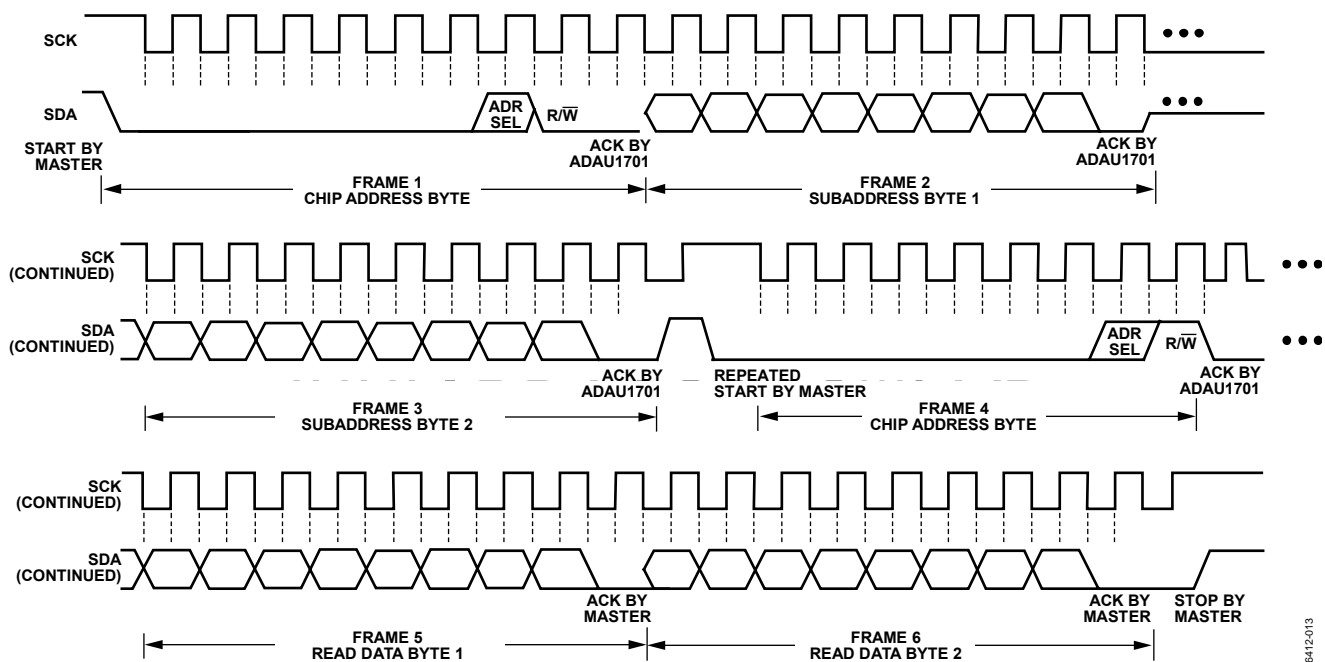 SCK
SDA
ADR
SEL
R/W̅
START BY
MASTER
ACK BY
ADAU1701
ACK BY
ADAU1701
FRAME 1
CHIP ADDRESS BYTE
FRAME 2
SUBADDRESS BYTE 1
SCK
(CONTINUED)
SDA
(CONTINUED)
ADR
SEL
R/W̅
ACK BY
ADAU1701
REPEATED
START BY MASTER
ACK BY
ADAU1701
FRAME 3
SUBADDRESS BYTE 2
FRAME 4
CHIP ADDRESS BYTE
SCK
(CONTINUED)
SDA
(CONTINUED)
ACK BY
MASTER
ACK BY
MASTER
STOP BY
MASTER
FRAME 5
READ DATA BYTE 1
FRAME 6
READ DATA BYTE 2
6412-013